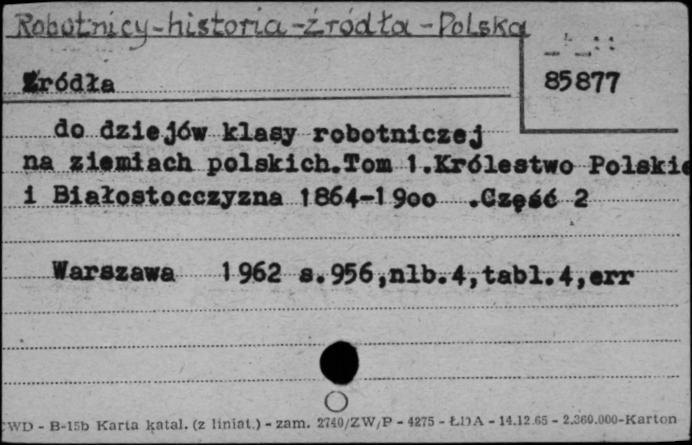 Robotnicy-historia-źródła-Polska
85877
Źródła
do dziejów klasy robotniczej
na ziemiach polskich.Tom 1.Królestwo Polskie
i Białostocczyzna 1864-1900 .Część 2
Warszawa 1962 s.956,nlb.4,tabl.4,err
CWD - B-15b Karta katal. (z liniat.) - zam. 2740/ZW/P - 4275 - ŁDA - 14.12.65 - 2.360.000-Karton